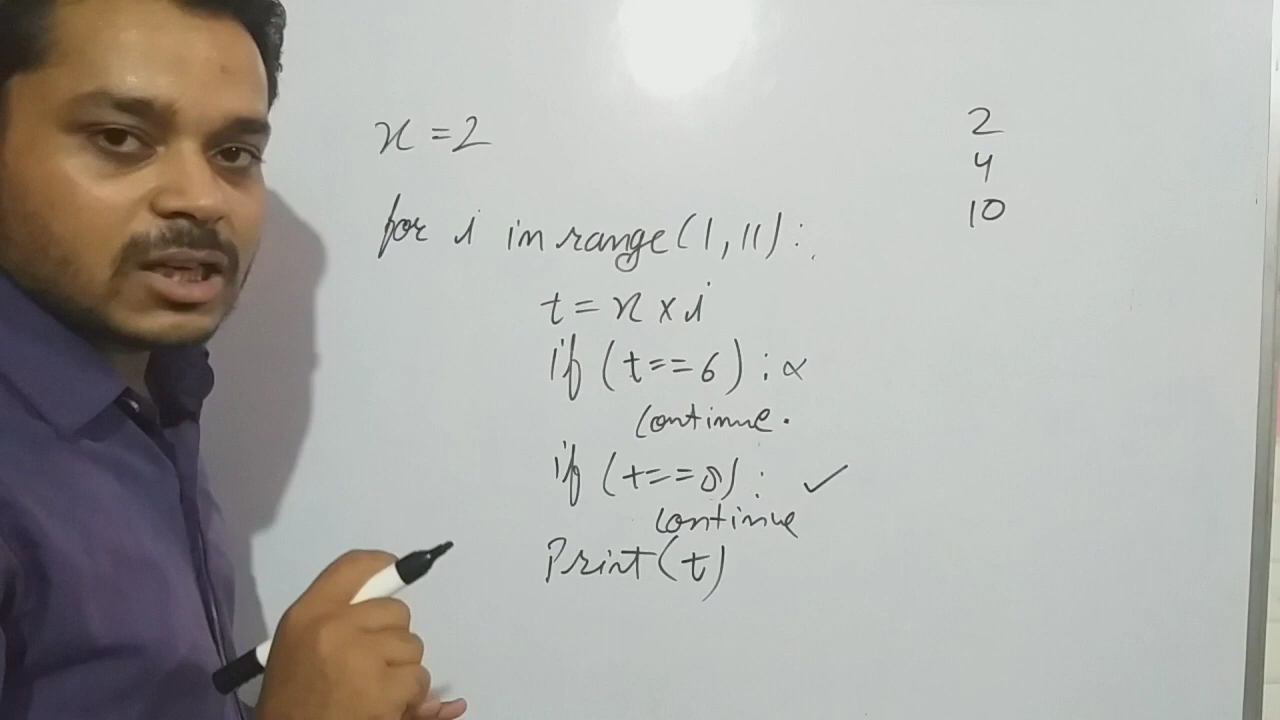 x = 2
for i in range(1, 11):
t = x × i
if (t==6) : ×
continue.
if (t==8) : ✓
continue
Print(t)
2
4
10